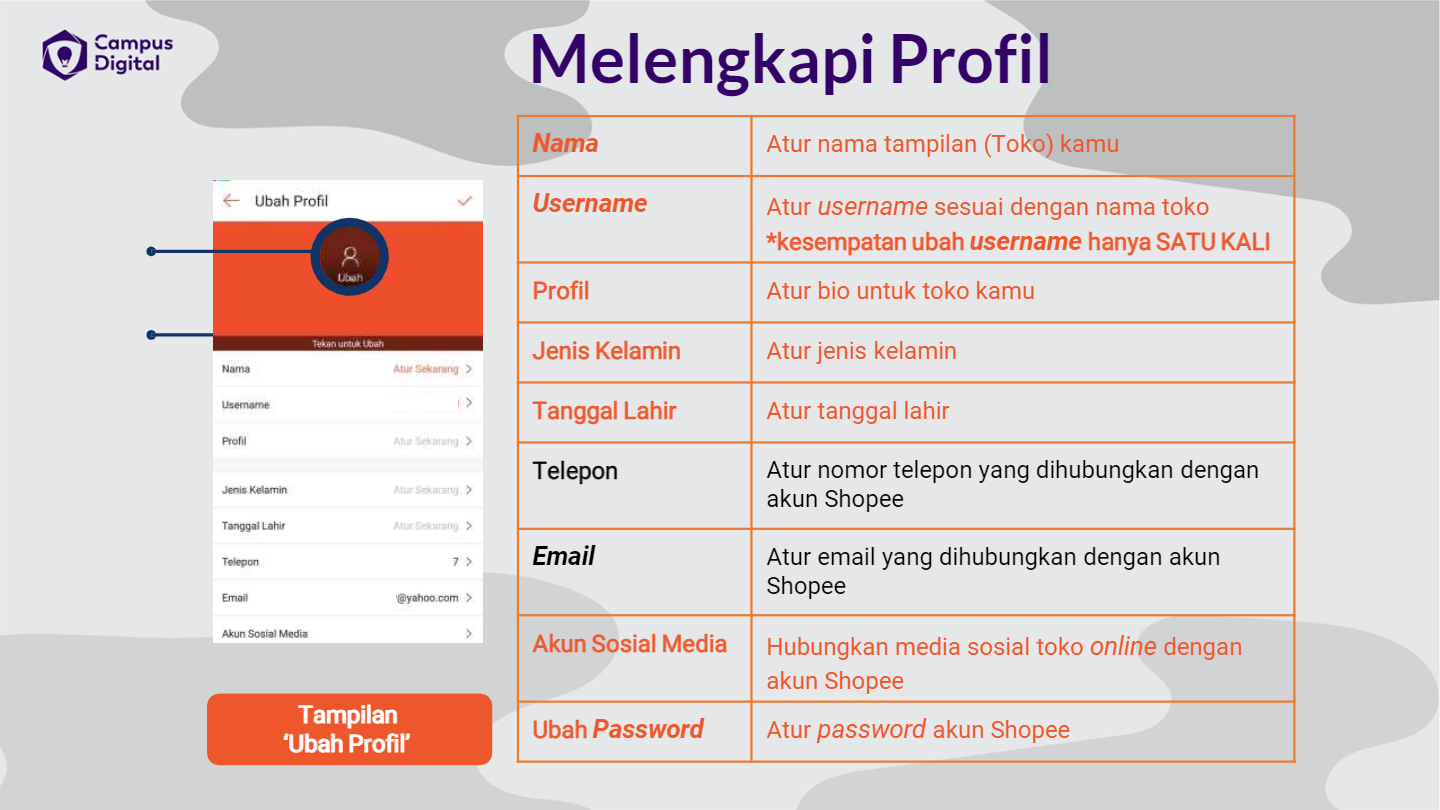 Campus
Digital
Melengkapi Profil
Ubah Profil
Ubah
Tekan untuk Ubah
Nama Atur Sekarang
Username
Profil Atur Sekarang
Jenis Kelamin Atur Sekarang
Tanggal Lahir Atur Sekarang
Telepon 7
Email @yahoo.com
Akun Sosial Media
Tampilan
‘Ubah Profil’
Nama Atur nama tampilan (Toko) kamu
Username Atur username sesuai dengan nama toko
*kesempatan ubah username hanya SATU KALI
Profil Atur bio untuk toko kamu
Jenis Kelamin Atur jenis kelamin
Tanggal Lahir Atur tanggal lahir
Telepon Atur nomor telepon yang dihubungkan dengan
akun Shopee
Email Atur email yang dihubungkan dengan akun
Shopee
Akun Sosial Media Hubungkan media sosial toko online dengan
akun Shopee
Ubah Password Atur password akun Shopee